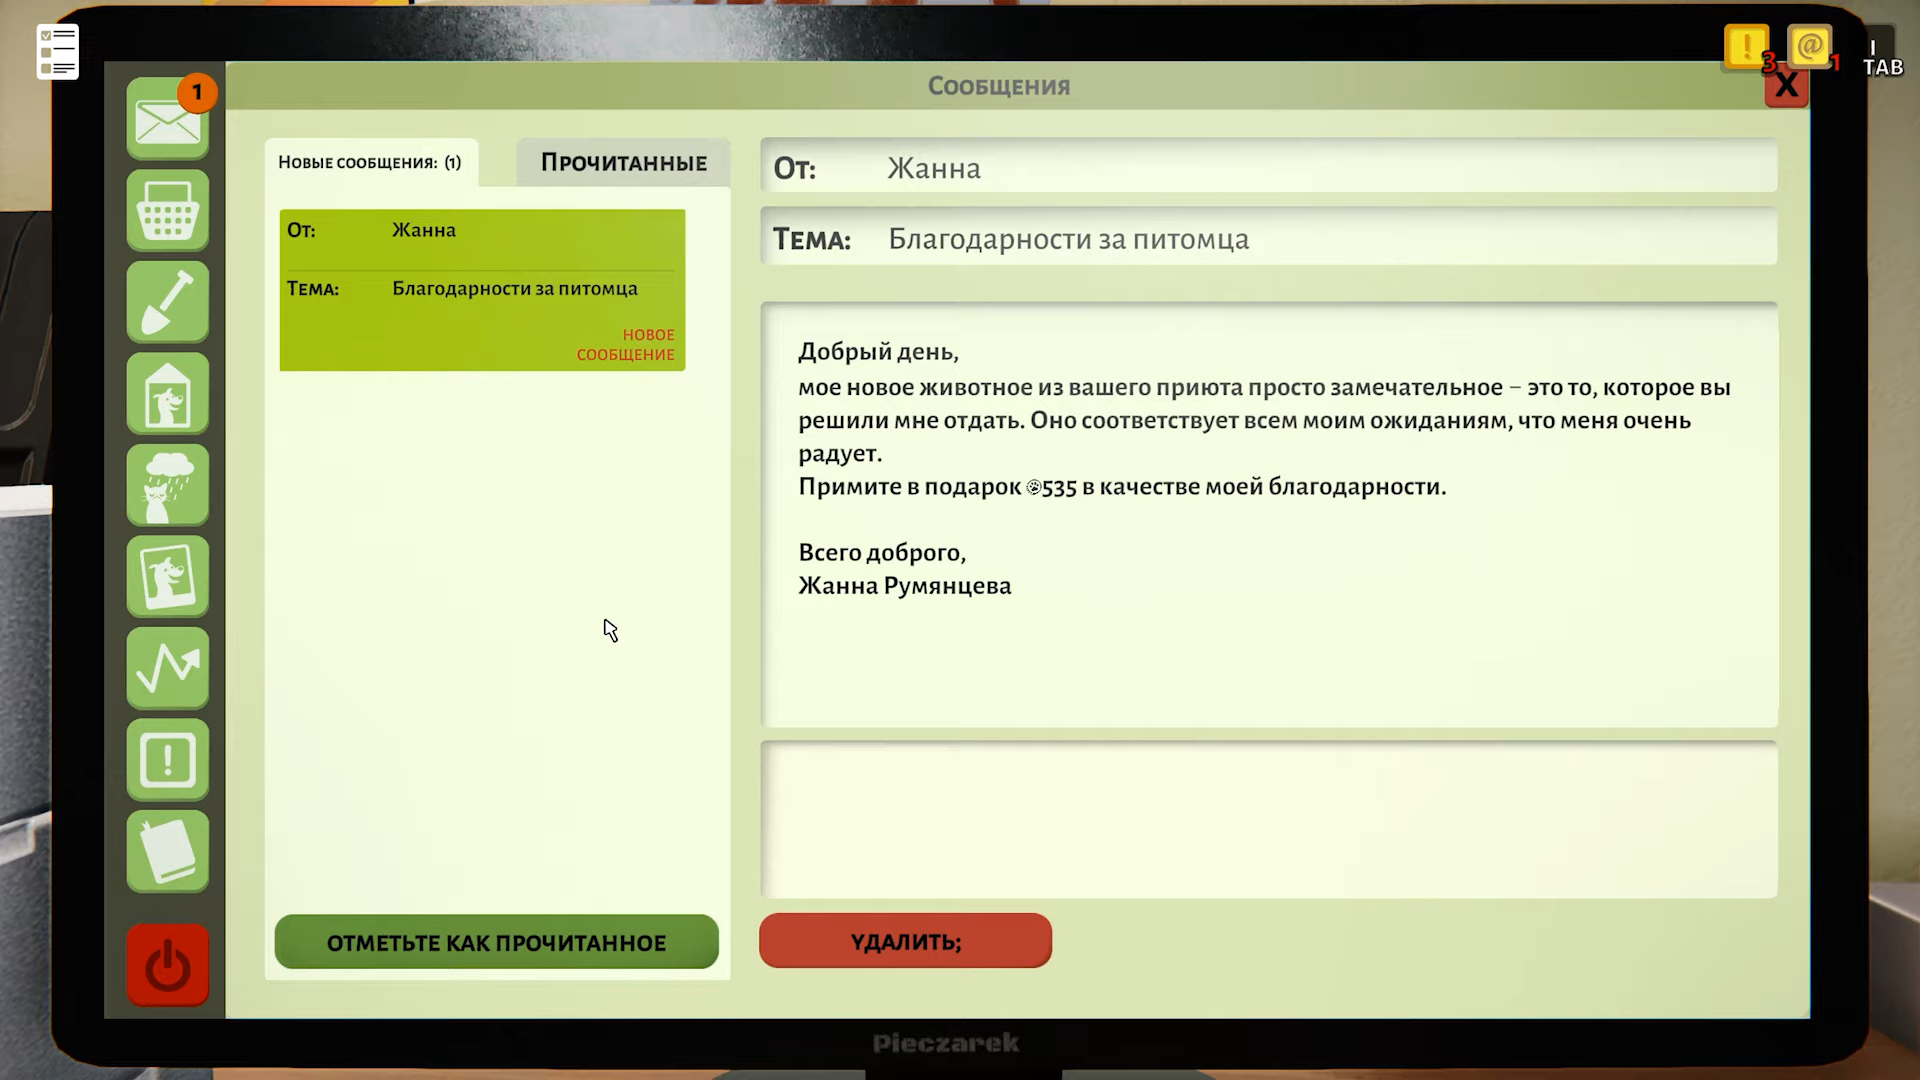 Сообщения
1
3
1
I
TAB
X
Новые сообщения: (1)
Прочитанные
От: Жанна
Тема: Благодарности за питомца
НОВОЕ
СООБЩЕНИЕ
От: Жанна
Тема: Благодарности за питомца
Добрый день,
мое новое животное из вашего приюта просто замечательное – это то, которое вы
решили мне отдать. Оно соответствует всем моим ожиданиям, что меня очень
радует.
Примите в подарок 535 в качестве моей благодарности.
Всего доброго,
Жанна Румянцева
ОТМЕТЬТЕ КАК ПРОЧИТАННОЕ
УДАЛИТЬ;
Pieczarek